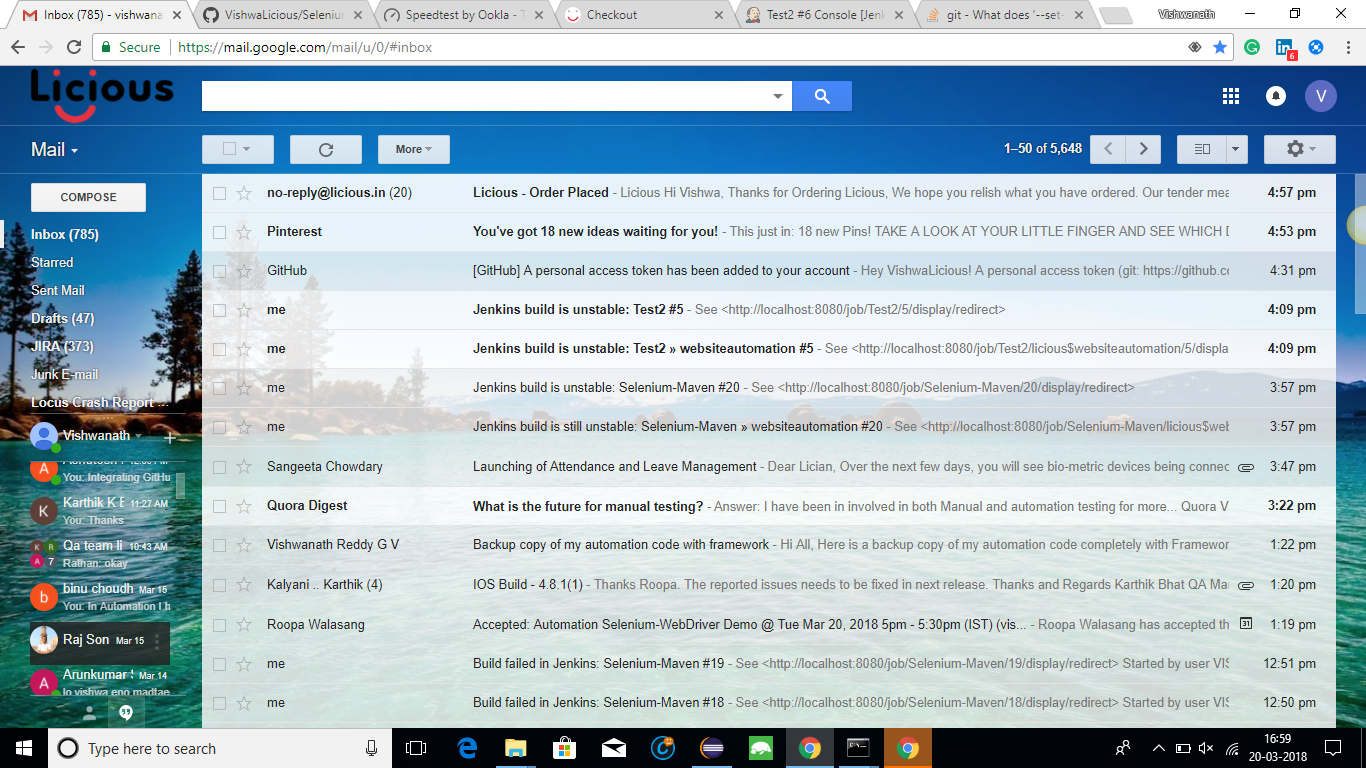 Inbox (785) - vishwana
VishwaLicious/Seleniu
Speedtest by Ookla - T
Checkout
Test2 #6 Console [Jenk
git - What does '--set-
Vishwanath
Secure
https://mail.google.com/mail/u/0/#inbox
6
Licious
V
Mail
More
1–50 of 5,648
COMPOSE
Inbox (785)
Starred
Sent Mail
Drafts (47)
JIRA (373)
Junk E-mail
Locus Crash Report ...
no-reply@licious.in (20) Licious - Order Placed - Licious Hi Vishwa, Thanks for Ordering Licious, We hope you relish what you have ordered. Our tender mea 4:57 pm
Pinterest You've got 18 new ideas waiting for you! - This just in: 18 new Pins! TAKE A LOOK AT YOUR LITTLE FINGER AND SEE WHICH D 4:53 pm
GitHub [GitHub] A personal access token has been added to your account - Hey VishwaLicious! A personal access token (git: https://github.co 4:31 pm
me Jenkins build is unstable: Test2 #5 - See <http://localhost:8080/job/Test2/5/display/redirect> 4:09 pm
me Jenkins build is unstable: Test2 » websiteautomation #5 - See <http://localhost:8080/job/Test2/licious$websiteautomation/5/displa 4:09 pm
me Jenkins build is unstable: Selenium-Maven #20 - See <http://localhost:8080/job/Selenium-Maven/20/display/redirect> 3:57 pm
me Jenkins build is still unstable: Selenium-Maven » websiteautomation #20 - See <http://localhost:8080/job/Selenium-Maven/licious$wel 3:57 pm
Sangeeta Chowdary Launching of Attendance and Leave Management - Dear Lician, Over the next few days, you will see bio-metric devices being connec 3:47 pm
Quora Digest What is the future for manual testing? - Answer: I have been in involved in both Manual and automation testing for more... Quora V 3:22 pm
Vishwanath Reddy G V Backup copy of my automation code with framework - Hi All, Here is a backup copy of my automation code completely with Framewor 1:22 pm
Kalyani .. Karthik (4) IOS Build - 4.8.1(1) - Thanks Roopa. The reported issues needs to be fixed in next release. Thanks and Regards Karthik Bhat QA Ma 1:20 pm
Roopa Walasang Accepted: Automation Selenium-WebDriver Demo @ Tue Mar 20, 2018 5pm - 5:30pm (IST) (vis... - Roopa Walasang has accepted th 31 1:19 pm
me Build failed in Jenkins: Selenium-Maven #19 - See <http://localhost:8080/job/Selenium-Maven/19/display/redirect> Started by user VIS 12:51 pm
me Build failed in Jenkins: Selenium-Maven #18 - See <http://localhost:8080/job/Selenium-Maven/18/display/redirect> Started by user VIS 12:50 pm
Vishwanath
A
You: Integrating GitHu
K Karthik K E 11:27 AM
You: Thanks
K R A 7 Qa team li 10:43 AM
Rathan: okay
b binu choudh Mar 15
You: In Automation I h
Raj Son Mar 15
A Arunkumar Mar 14
lo vishwa eno madtae
Type here to search
16:59
20-03-2018